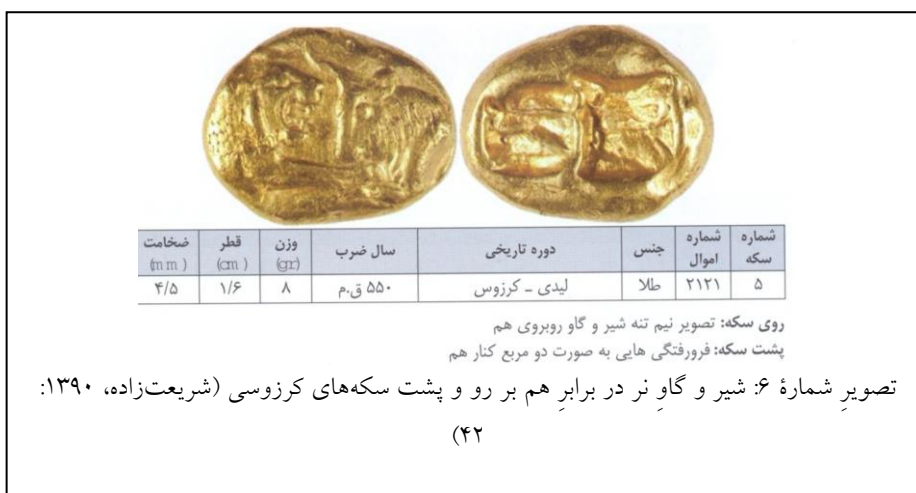 شماره سکه	شماره اموال	جنس	دوره تاریخی	سال ضرب	وزن (gr)	قطر (cm)	ضخامت (mm)
۵	۲۱۲۱	طلا	لیدی - کرزوس	۵۵۰ ق.م	۸	۱/۶	۴/۵
روی سکه: تصویر نیم تنه شیر و گاو روبروی هم
پشت سکه: فرورفتگی هایی به صورت دو مربع کنار هم
تصویرِ شمارۀ ۶: شیر و گاوِ نر در برابرِ هم بر رو و پشت سکه‌های کرزوسی (شریعت‌زاده، ۱۳۹۰:
۴۲)